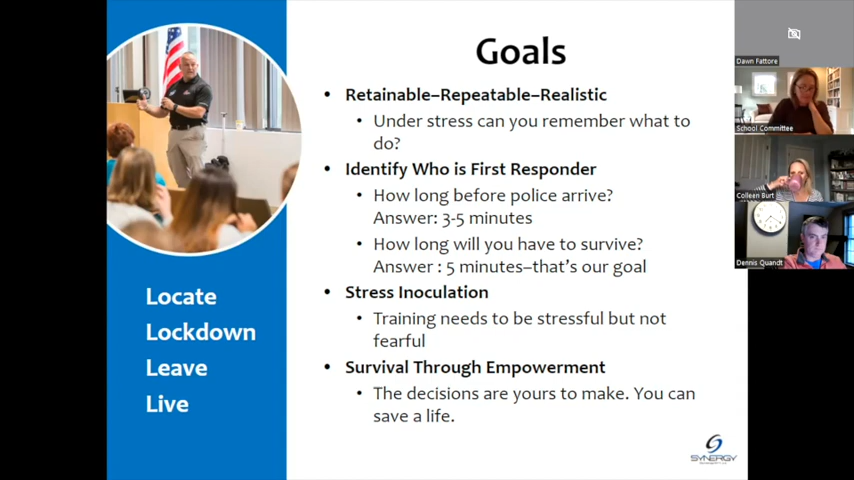 Goals
• Retainable–Repeatable–Realistic
• Under stress can you remember what to
do?
• Identify Who is First Responder
• How long before police arrive?
Answer: 3-5 minutes
• How long will you have to survive?
Answer : 5 minutes–that's our goal
• Stress Inoculation
• Training needs to be stressful but not
fearful
• Survival Through Empowerment
• The decisions are yours to make. You can
save a life.
Locate
Lockdown
Leave
Live
SYNERGY
Dawn Fattore
School Committee
Colleen Burt
Dennis Quandt